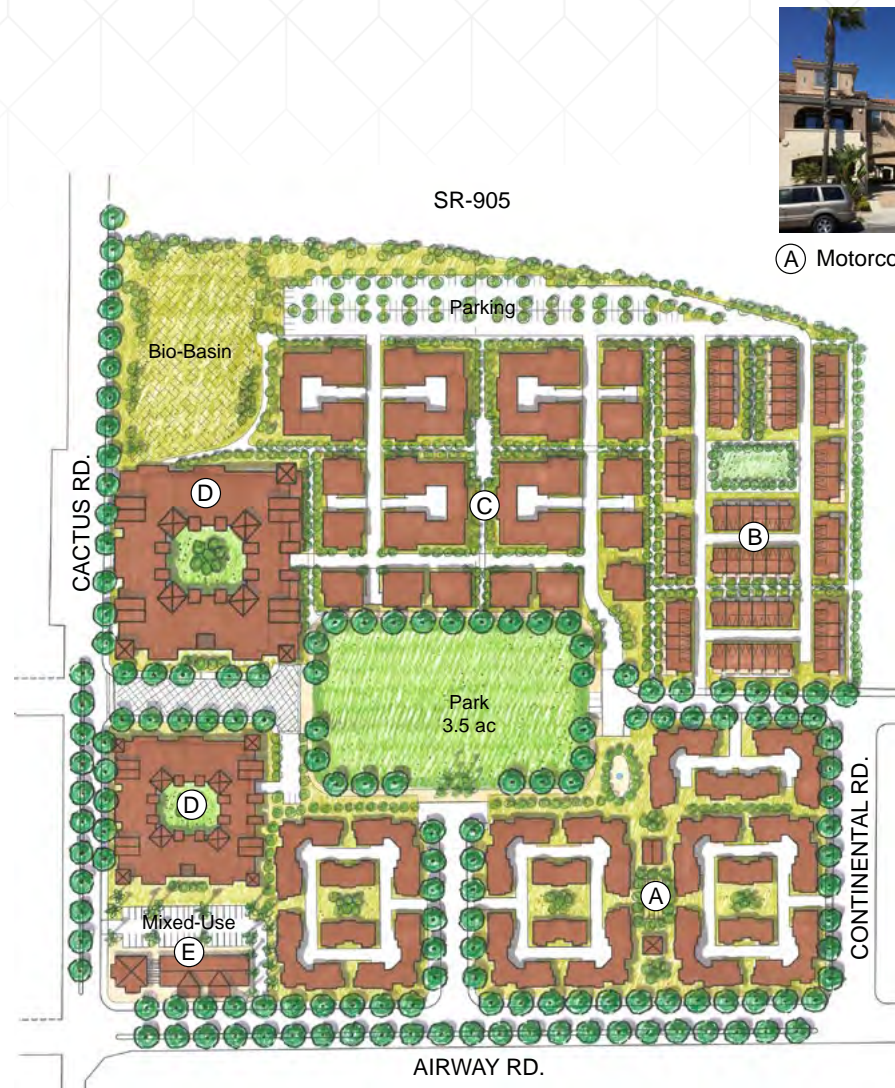 SR-905
A Motorco
Parking
Bio-Basin
D
C
B
CACTUS RD.
Park
3.5 ac
D
A
Mixed-Use
E
CONTINENTAL RD.
AIRWAY RD.